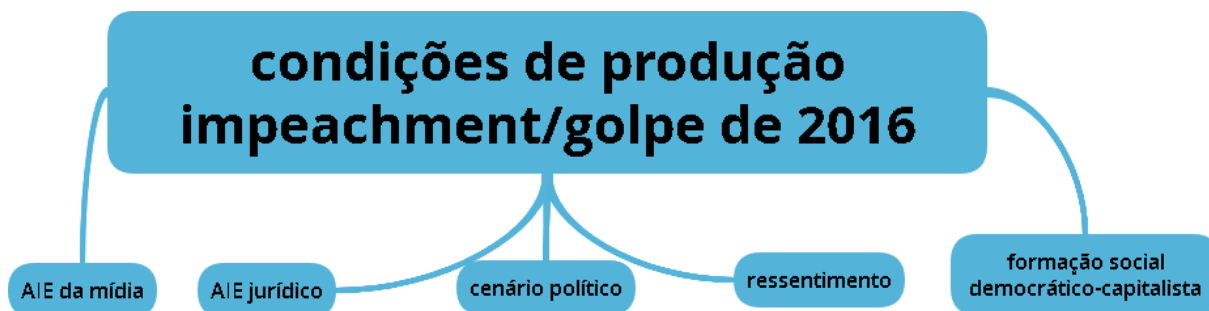 condições de produção
impeachment/golpe de 2016
AIE da mídia
AIE jurídico
cenário político
ressentimento
formação social
democrático-capitalista